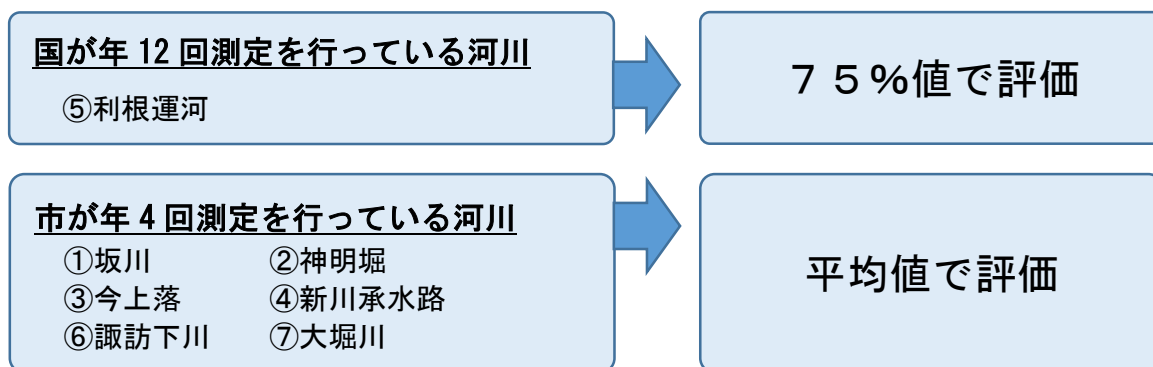 国が年 12 回測定を行っている河川
⑤利根運河
７５%値で評価
市が年 4 回測定を行っている河川
①坂川 ②神明堀
③今上落 ④新川承水路
⑥諏訪下川 ⑦大堀川
平均値で評価